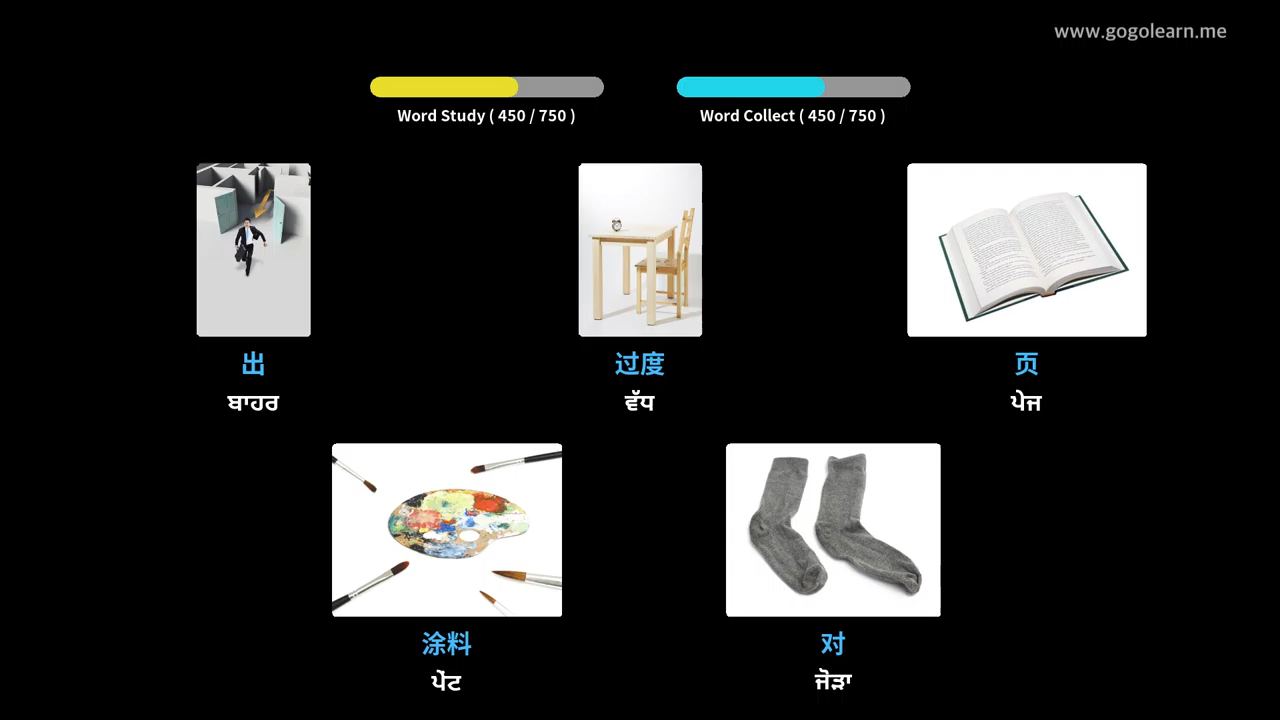 www.gogolearn.me
Word Study ( 450 / 750 )
Word Collect ( 450 / 750 )
出
ਬਾਹਰ
过度
ਵੱਧ
页
ਪੇਜ
涂料
ਪੇਂਟ
对
ਜੋੜਾ